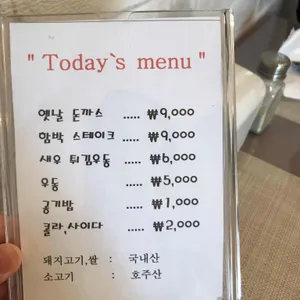 " Today`s menu "
옛날 돈까스 ..... ₩9,000
함박 스테이크 ..... ₩9,000
새우 튀김우동 ..... ₩6,000
우동 ..... ₩5,000
공기밥 ..... ₩1,000
콜라,사이다 ..... ₩2,000
돼지고기,쌀 : 국내산
소고기 : 호주산